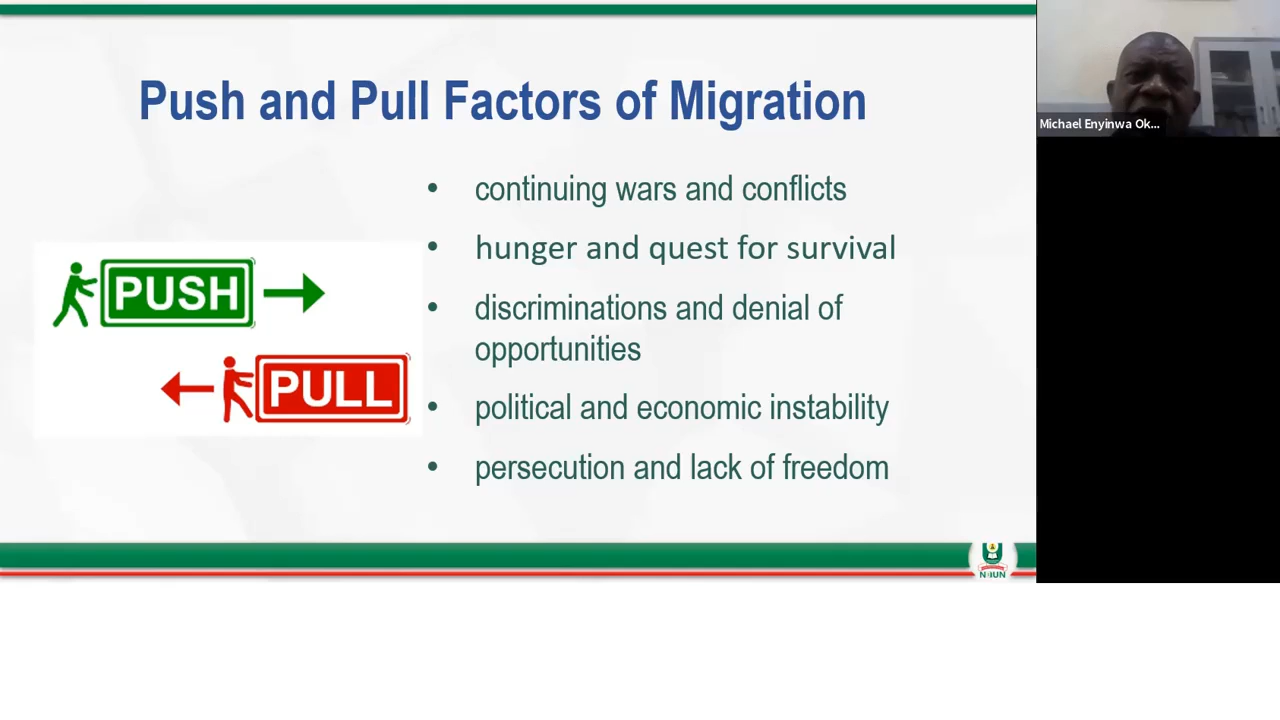 Push and Pull Factors of Migration
Michael Enyinwa Ok...
• continuing wars and conflicts
• hunger and quest for survival
• discriminations and denial of
opportunities
• political and economic instability
• persecution and lack of freedom
PUSH
PULL
NOUN